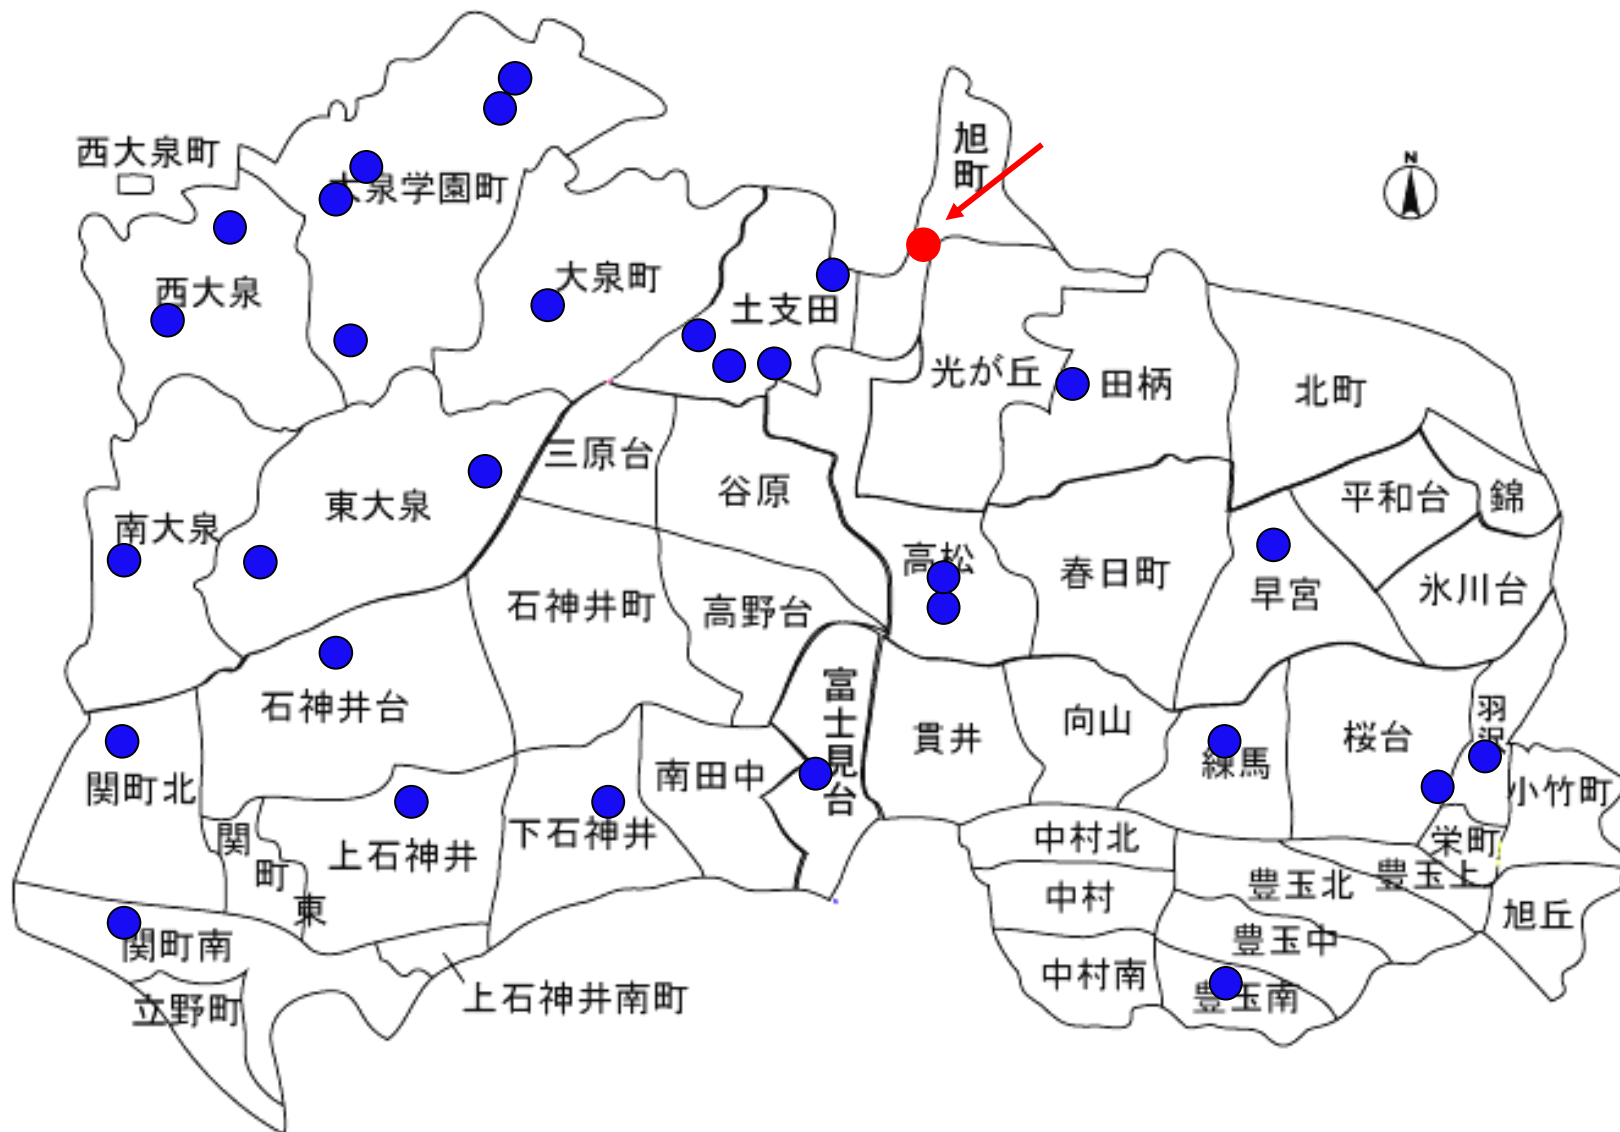 N
旭町
西大泉町
大泉学園町
大泉町
西大泉
土支田
光が丘
田柄
北町
三原台
谷原
平和台
錦
東大泉
南大泉
高松
春日町
早宮
氷川台
石神井町
高野台
石神井台
富士見台
貫井
向山
練馬
桜台
羽沢
関町北
南田中
小竹町
下石神井
中村北
栄町
関町東
上石神井
中村
豊玉北
豊玉上
旭丘
関町南
豊玉中
中村南
豊玉南
立野町
上石神井南町